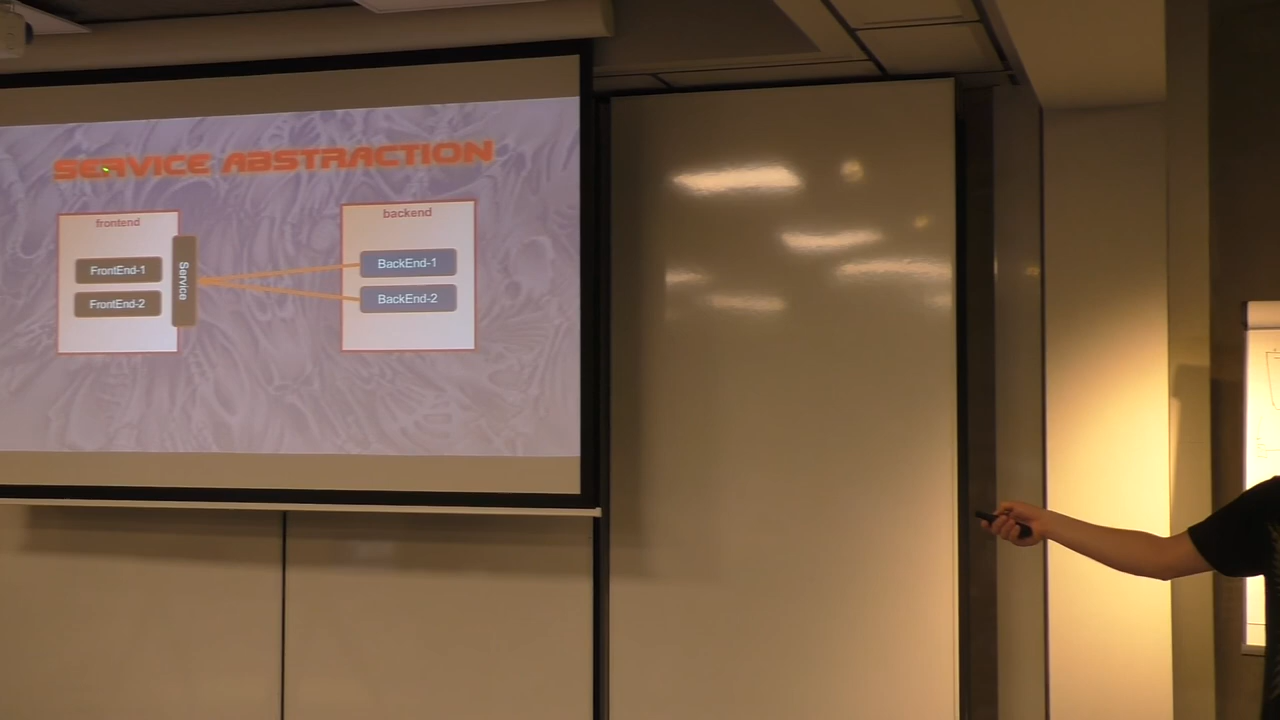 SERVICE ABSTRACTION
frontend
FrontEnd-1
FrontEnd-2
Service
backend
BackEnd-1
BackEnd-2